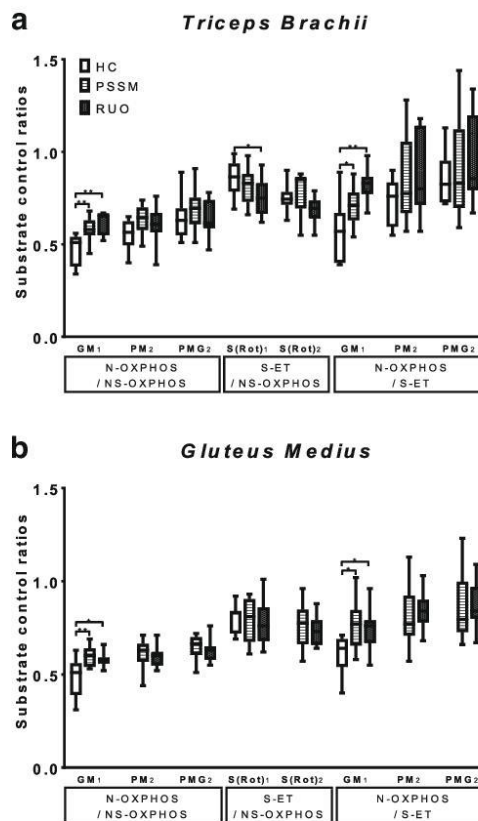 a
Triceps Brachii
Substrate control ratios
1.5
1.0
0.5
0.0
HC
PSSM
RUO
**
**
*
*
**
GM1 PM2 PMG2 S(Rot)1 S(Rot)2 GM1 PM2 PMG2
N-OXPHOS S-ET N-OXPHOS
/NS-OXPHOS /NS-OXPHOS /S-ET
b
Gluteus Medius
Substrate control ratios
1.5
1.0
0.5
0.0
*
**
*
*
GM1 PM2 PMG2 S(Rot)1 S(Rot)2 GM1 PM2 PMG2
N-OXPHOS S-ET N-OXPHOS
/NS-OXPHOS /NS-OXPHOS /S-ET